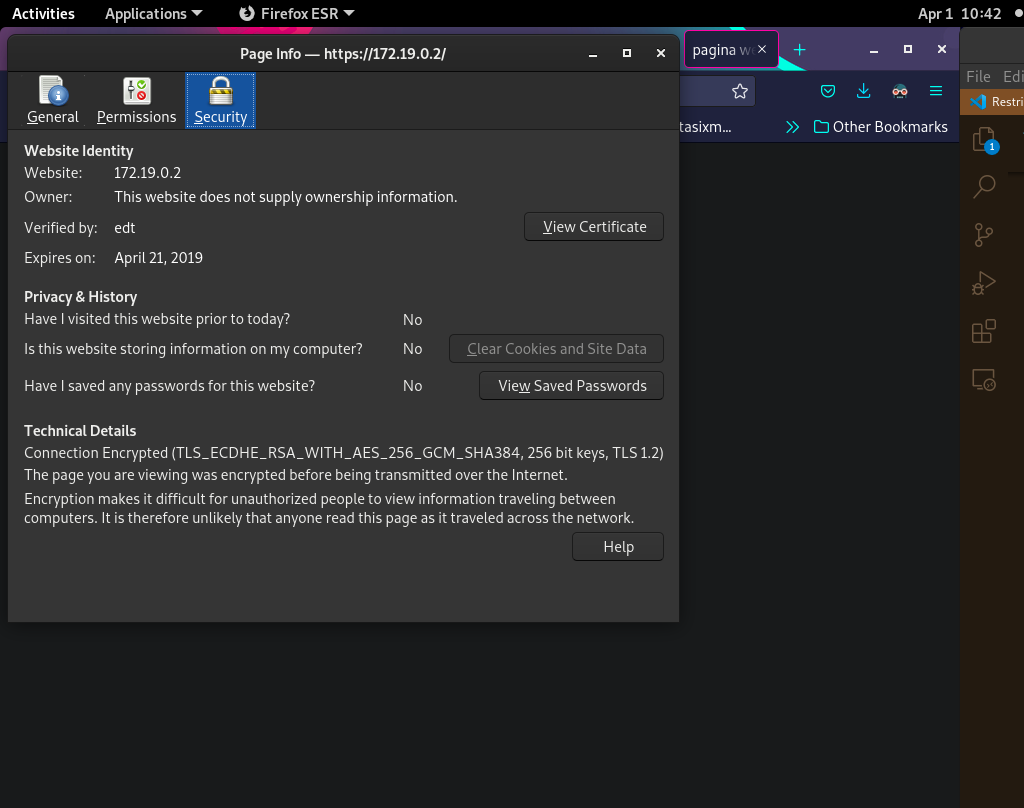 Activities Applications Firefox ESR Apr 1 10:42
Page Info — https://172.19.0.2/
pagina we
General Permissions Security
File Edi
Restri
tasixm... Other Bookmarks
1
Website Identity
Website: 172.19.0.2
Owner: This website does not supply ownership information.
Verified by: edt View Certificate
Expires on: April 21, 2019
Privacy & History
Have I visited this website prior to today? No
Is this website storing information on my computer? No Clear Cookies and Site Data
Have I saved any passwords for this website? No View Saved Passwords
Technical Details
Connection Encrypted (TLS_ECDHE_RSA_WITH_AES_256_GCM_SHA384, 256 bit keys, TLS 1.2)
The page you are viewing was encrypted before being transmitted over the Internet.
Encryption makes it difficult for unauthorized people to view information traveling between
computers. It is therefore unlikely that anyone read this page as it traveled across the network.
Help